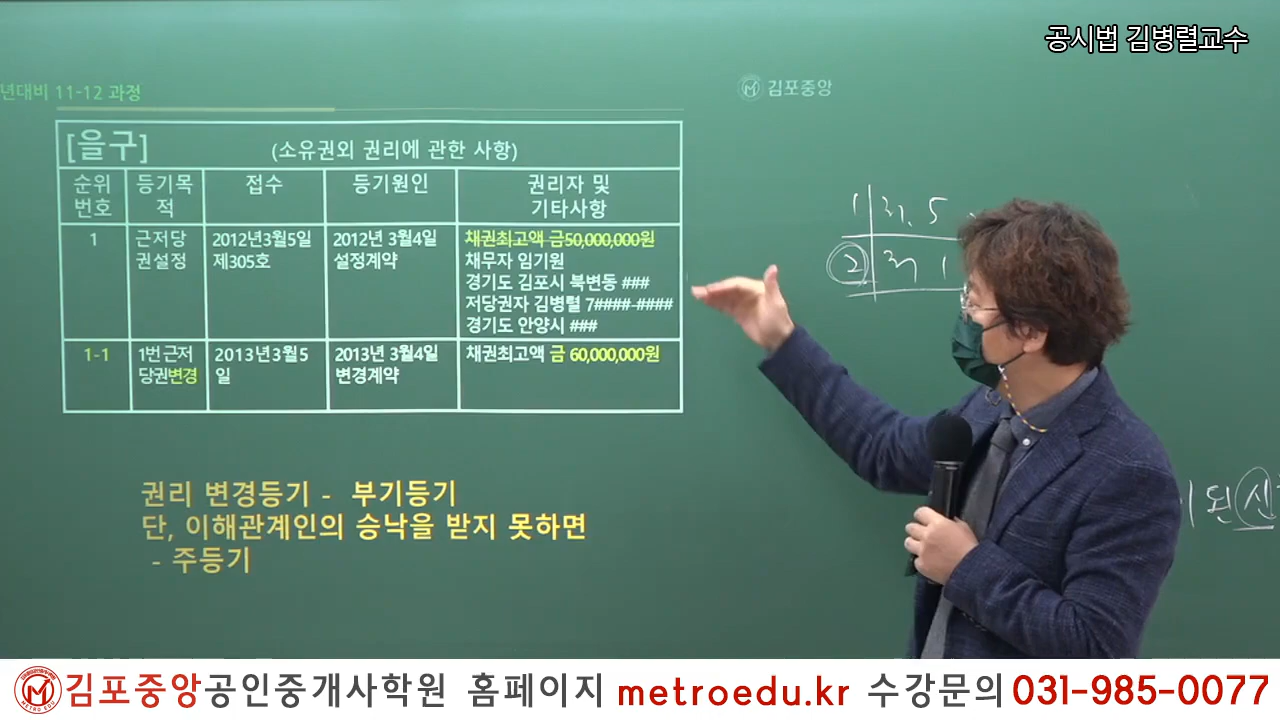 공시법 김병렬교수
년대비 11-12 과정
김포중앙
[을구] (소유권외 권리에 관한 사항)
순위번호 등기목적 접수 등기원인 권리자 및 기타사항
1 근저당권설정 2012년3월5일 제305호 2012년 3월4일 설정계약 채권최고액 금50,000,000원
채무자 임기원
경기도 김포시 북변동 ###
저당권자 김병렬 7####-####
경기도 안양시 ###
1-1 1번 근저당권변경 2013년3월5일 2013년 3월4일 변경계약 채권최고액 금 60,000,000원
권리 변경등기 - 부기등기
단, 이해관계인의 승낙을 받지 못하면
- 주등기
1 5
2 1
된 신
METRO EDU
김포중앙공인중개사학원 홈페이지 metroedu.kr 수강문의 031-985-0077